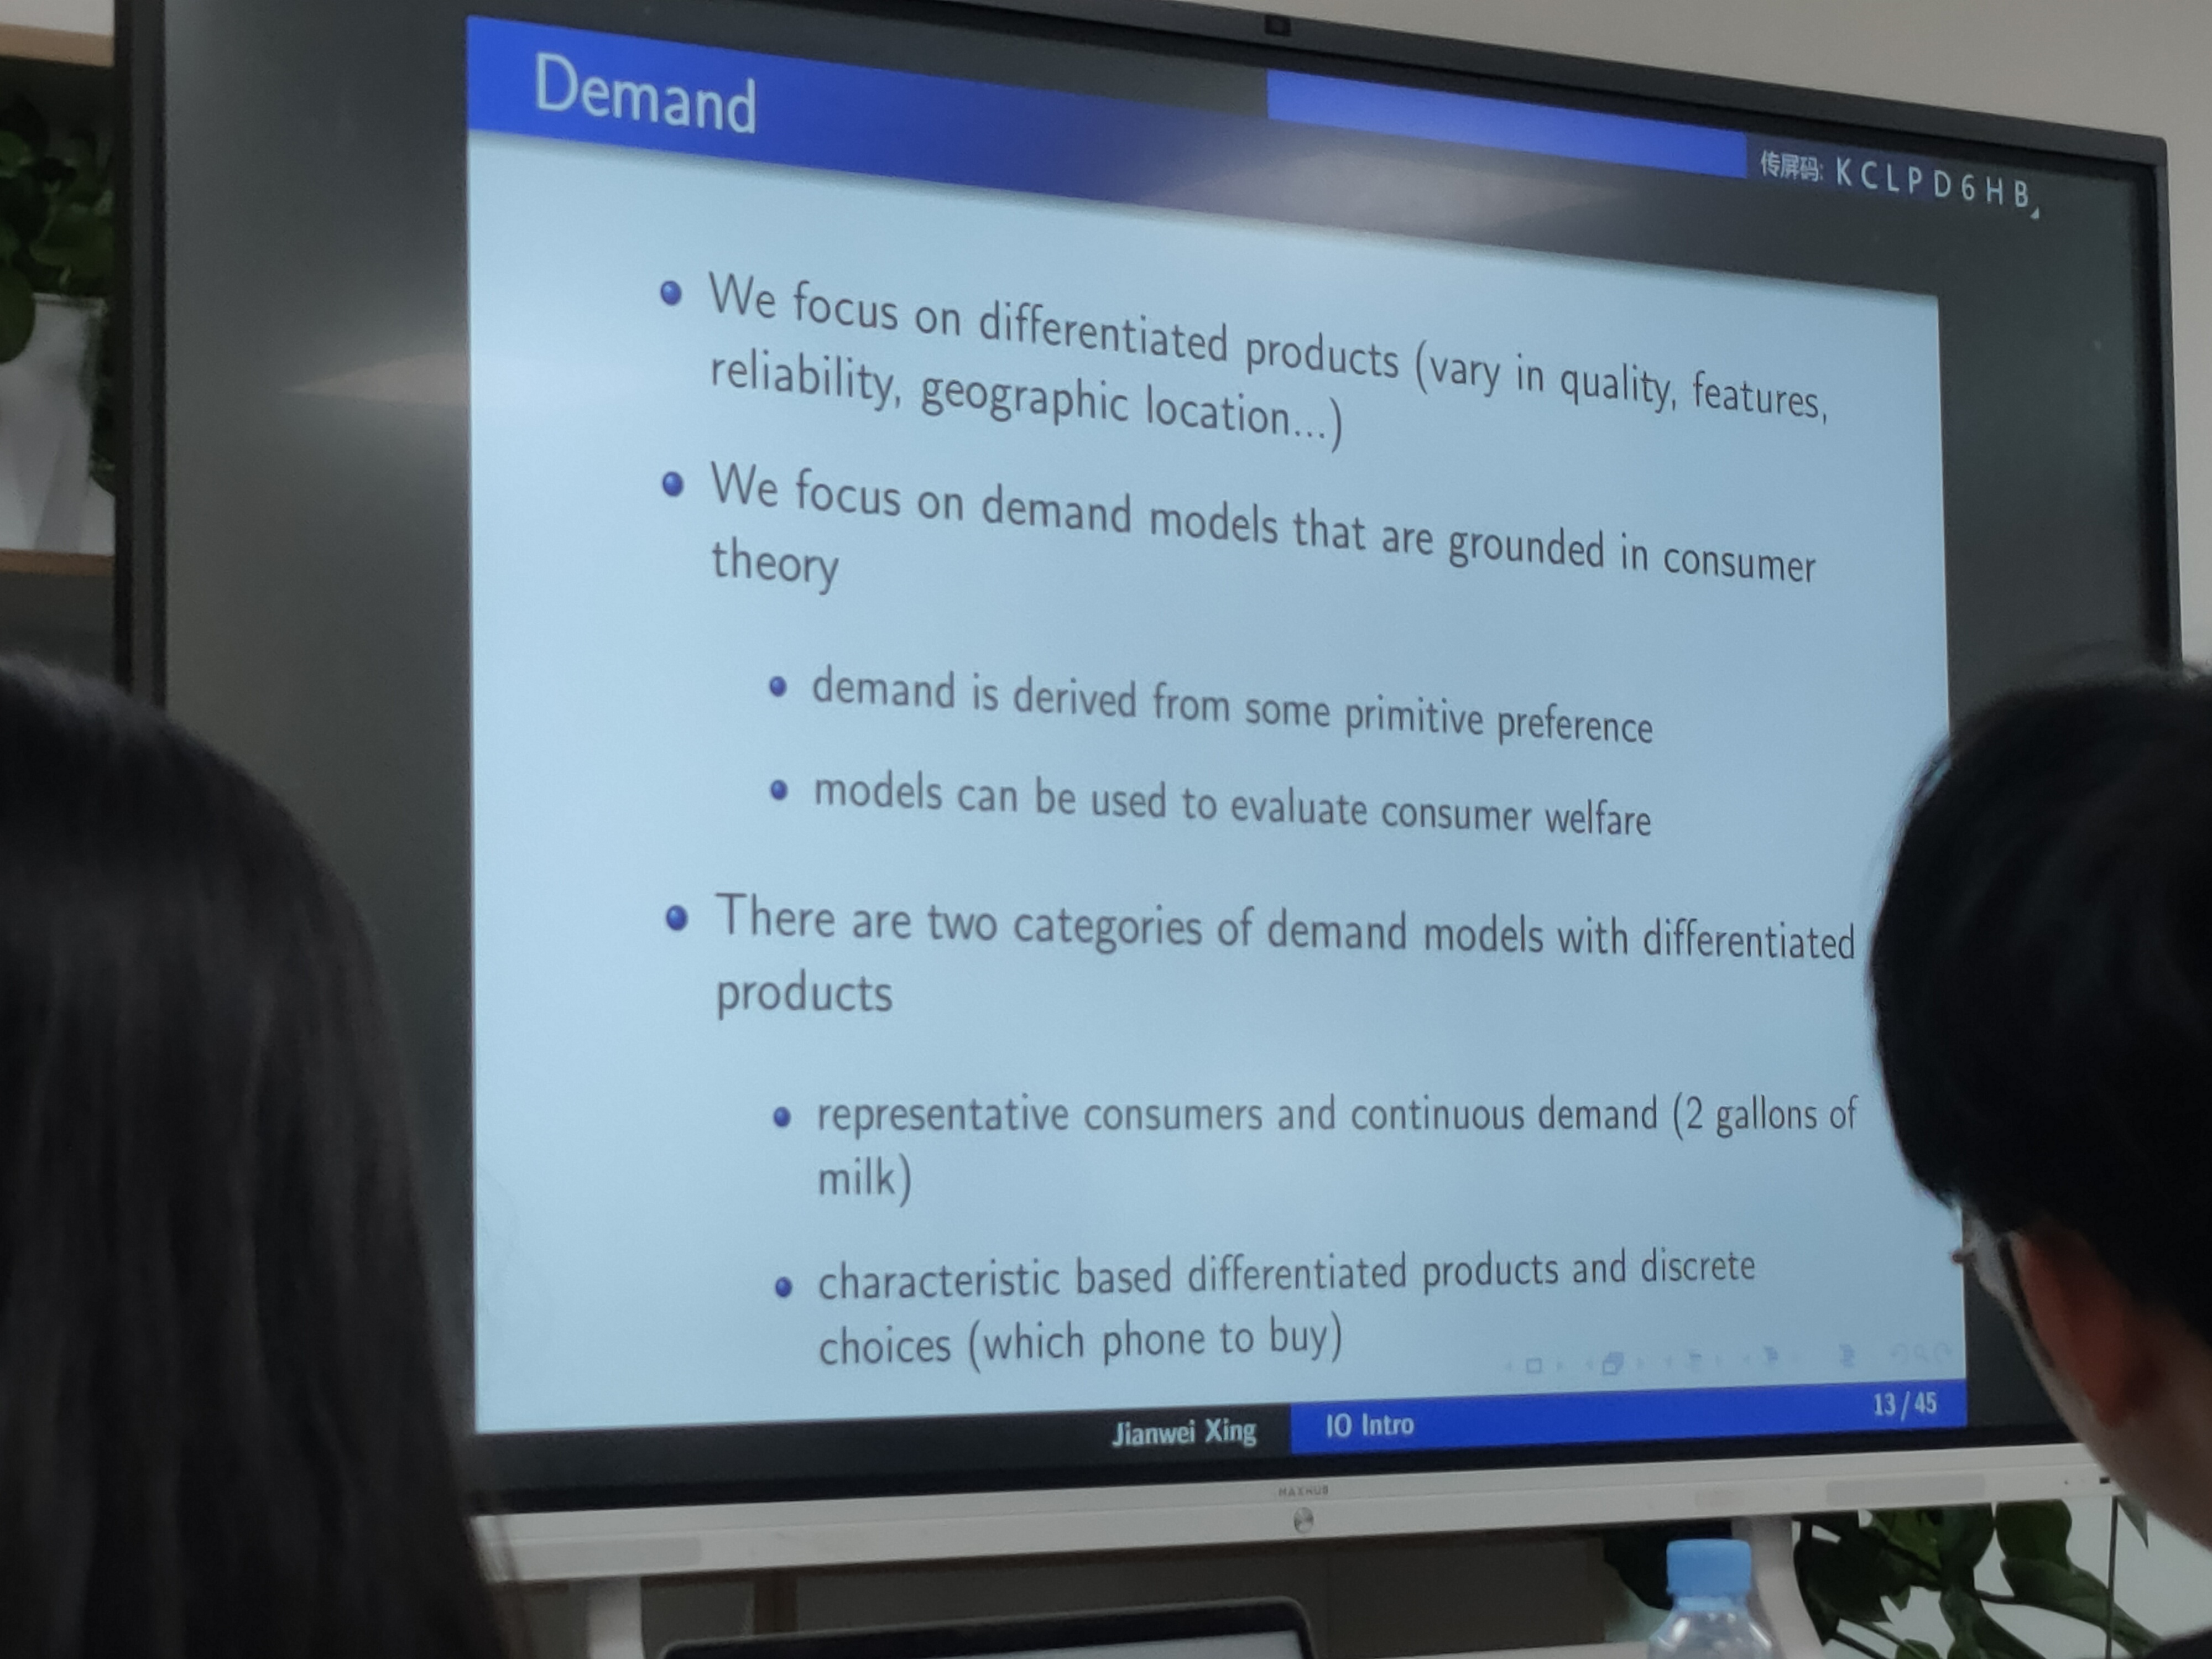 Demand
传屏码: KCLPD6HB
We focus on differentiated products (vary in quality, features,
reliability, geographic location...)
We focus on demand models that are grounded in consumer
theory
demand is derived from some primitive preference
models can be used to evaluate consumer welfare
There are two categories of demand models with differentiated
products
representative consumers and continuous demand (2 gallons of
milk)
characteristic based differentiated products and discrete
choices (which phone to buy)
Jianwei Xing
IO Intro
13/45
MAXHUB